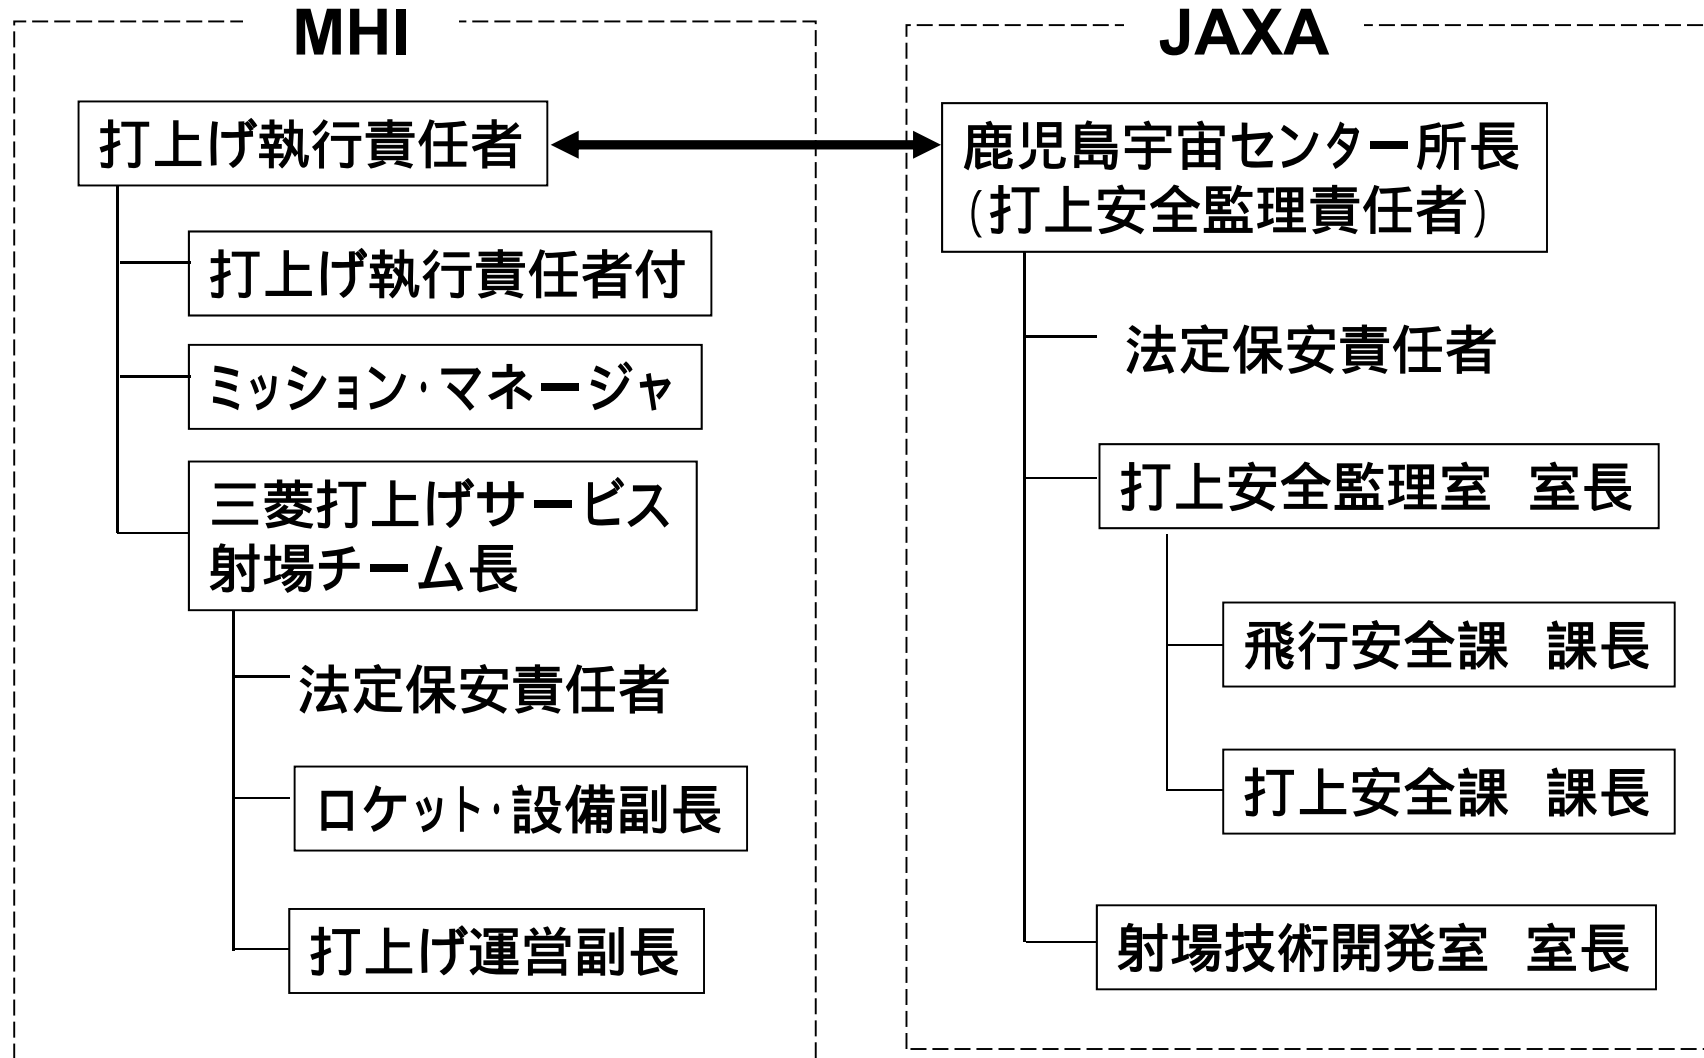 MHI
打上げ執行責任者
打上げ執行責任者付
ミッション・マネージャ
三菱打上げサービス
射場チーム長
法定保安責任者
ロケット・設備副長
打上げ運営副長
JAXA
鹿児島宇宙センター所長
(打上安全監理責任者)
法定保安責任者
打上安全監理室　室長
飛行安全課　課長
打上安全課　課長
射場技術開発室　室長